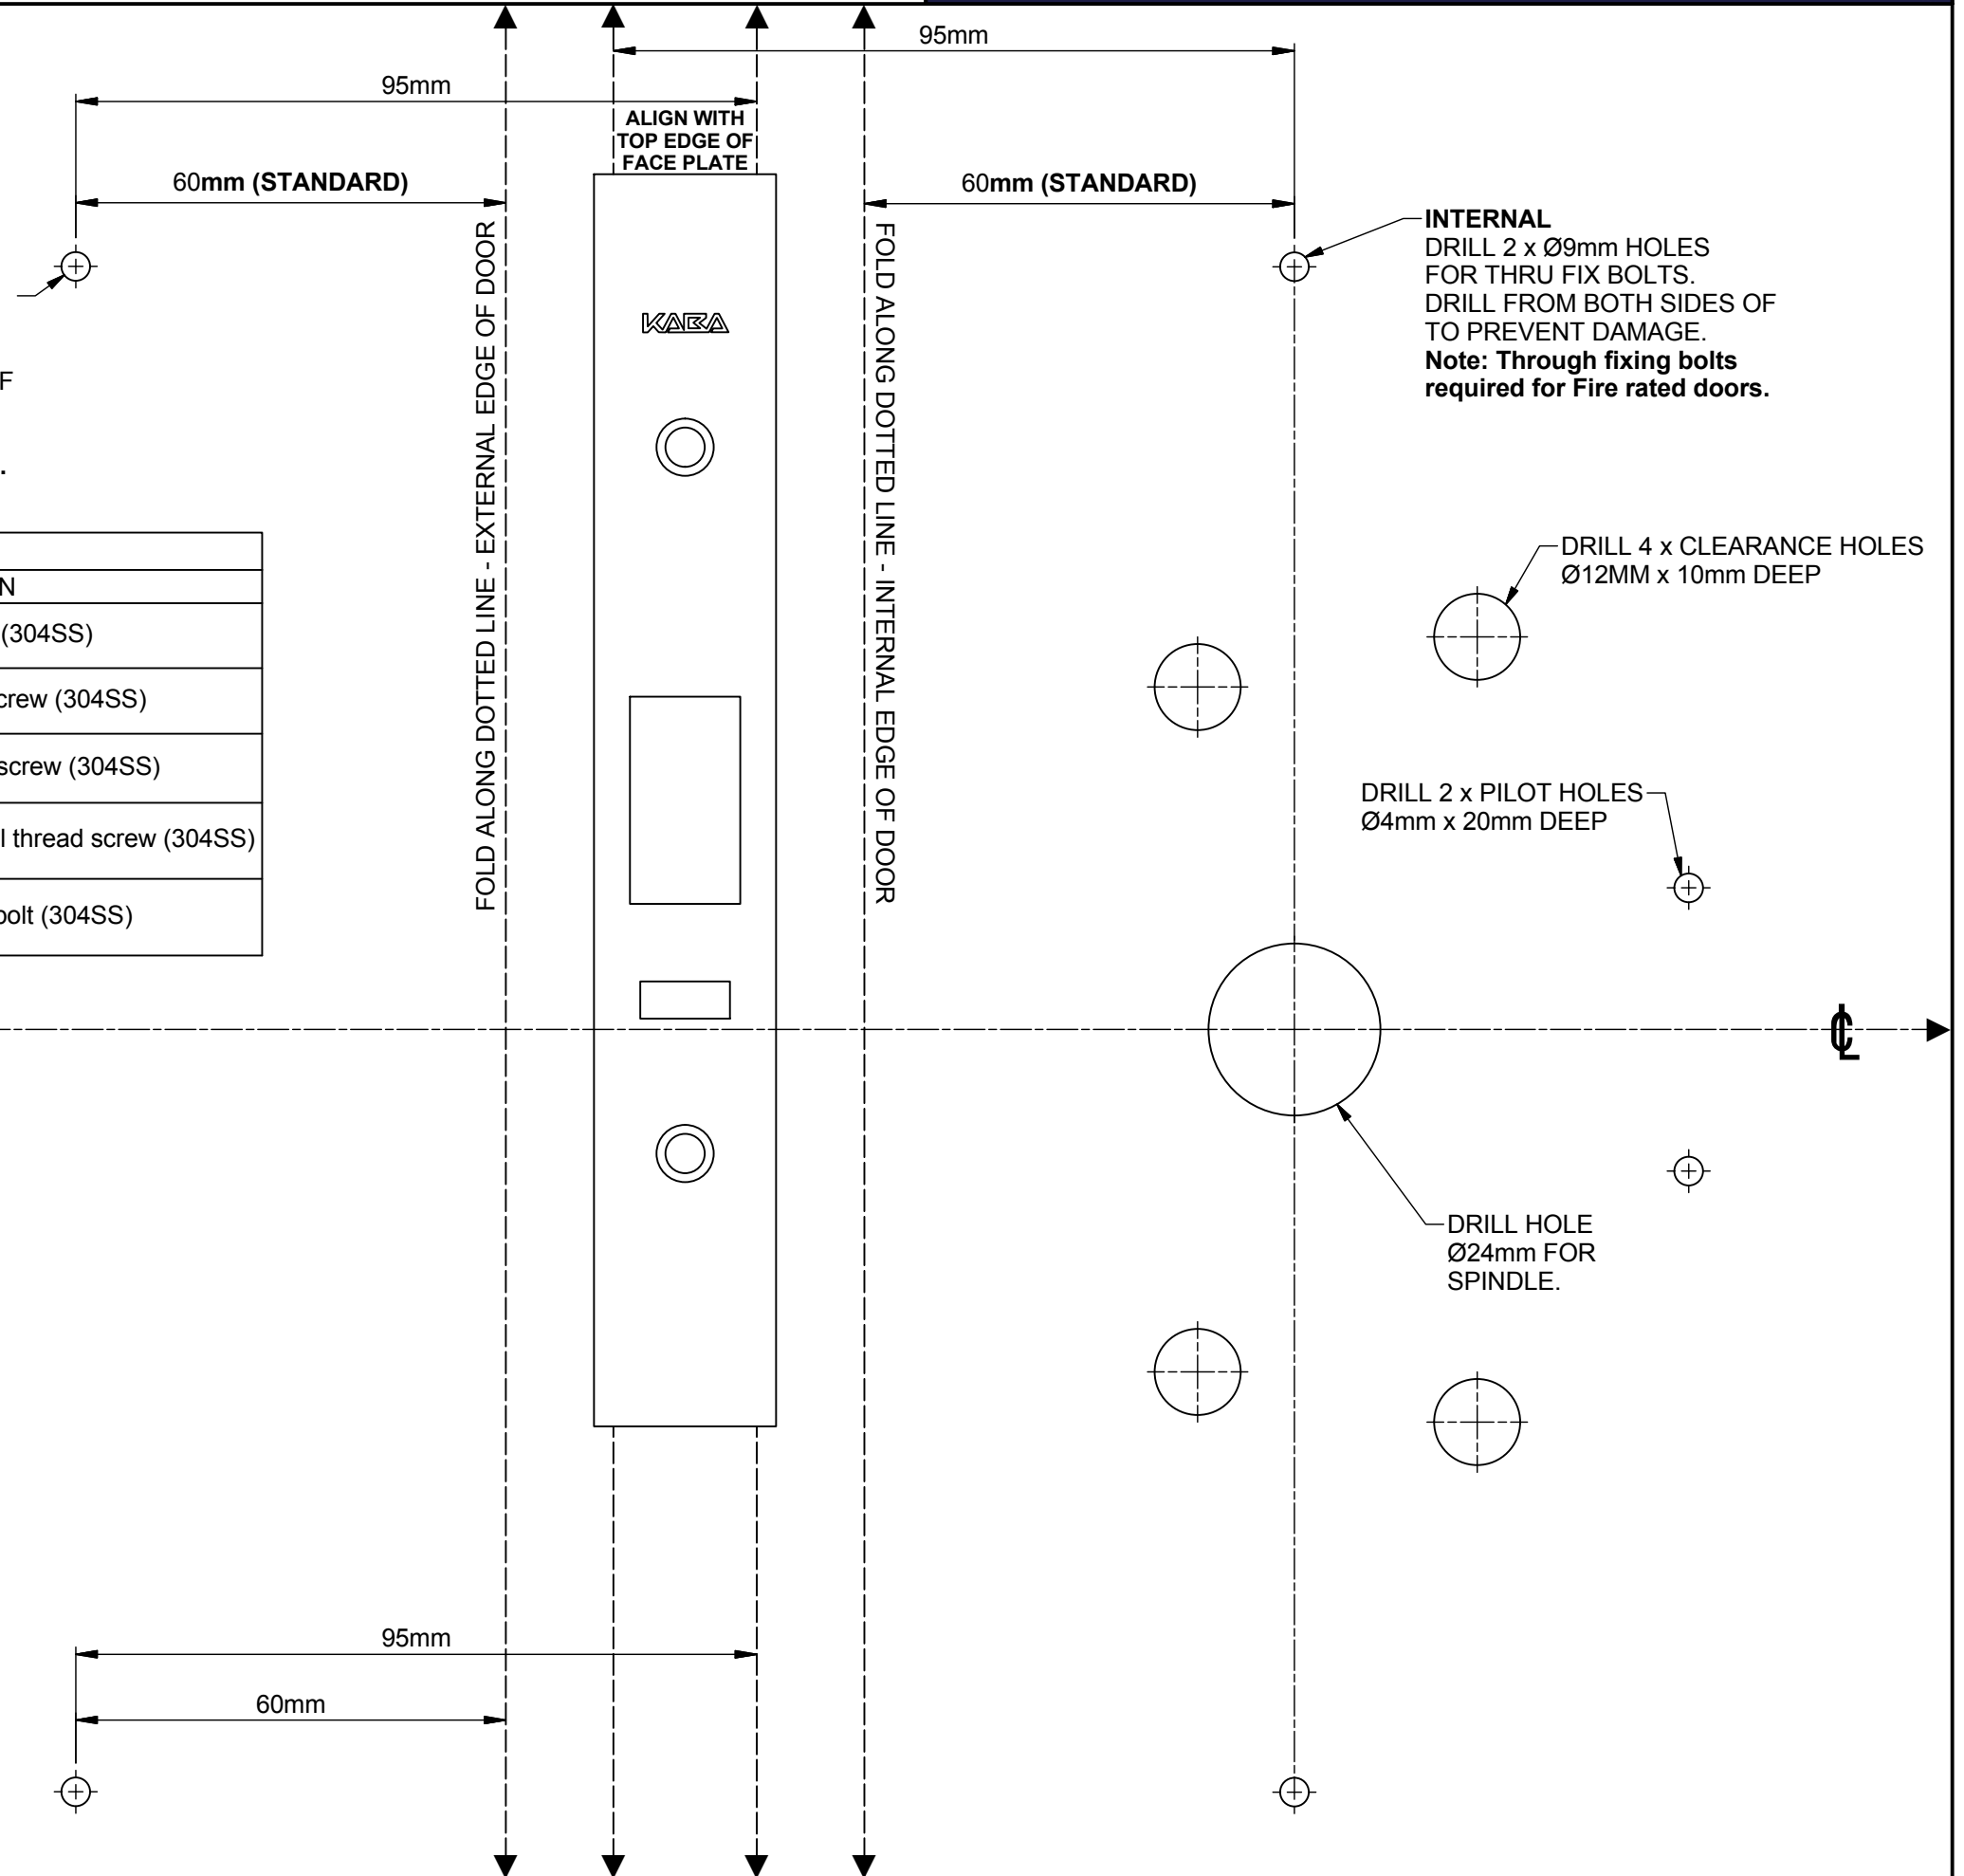 95mm
95mm
ALIGN WITH
TOP EDGE OF
FACE PLATE
60mm (STANDARD)
60mm (STANDARD)
FOLD ALONG DOTTED LINE - EXTERNAL EDGE OF DOOR
FOLD ALONG DOTTED LINE - INTERNAL EDGE OF DOOR
KABA
INTERNAL
DRILL 2 x Ø9mm HOLES
FOR THRU FIX BOLTS.
DRILL FROM BOTH SIDES OF
TO PREVENT DAMAGE.
Note: Through fixing bolts
required for Fire rated doors.
F
.
N
(304SS)
crew (304SS)
screw (304SS)
l thread screw (304SS)
bolt (304SS)
DRILL 4 x CLEARANCE HOLES
Ø12MM x 10mm DEEP
DRILL 2 x PILOT HOLES
Ø4mm x 20mm DEEP
℄
DRILL HOLE
Ø24mm FOR
SPINDLE.
95mm
60mm